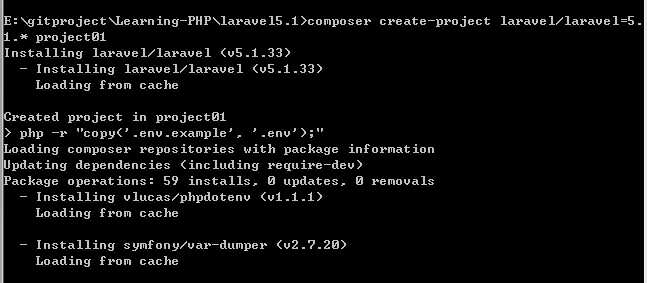 E:\gitproject\Learning-PHP\laravel5.1>composer create-project laravel/laravel=5.
1.* project01
Installing laravel/laravel (v5.1.33)
  - Installing laravel/laravel (v5.1.33)
    Loading from cache

Created project in project01
> php -r "copy('.env.example', '.env');"
Loading composer repositories with package information
Updating dependencies (including require-dev)
Package operations: 59 installs, 0 updates, 0 removals
  - Installing vlucas/phpdotenv (v1.1.1)
    Loading from cache

  - Installing symfony/var-dumper (v2.7.20)
    Loading from cache